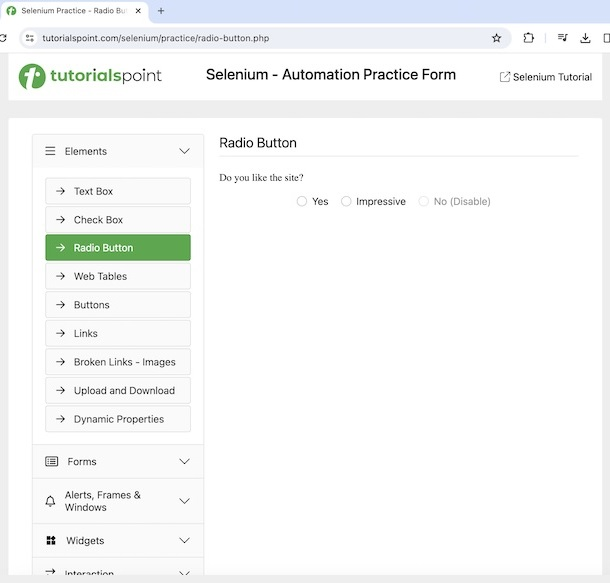 Selenium Practice - Radio Bu
tutorialspoint.com/selenium/practice/radio-button.php
tutorialspoint
Selenium - Automation Practice Form
Selenium Tutorial
Elements
Text Box
Check Box
Radio Button
Web Tables
Buttons
Links
Broken Links - Images
Upload and Download
Dynamic Properties
Forms
Alerts, Frames &
Windows
Widgets
Interaction
Radio Button
Do you like the site?
Yes Impressive No (Disable)